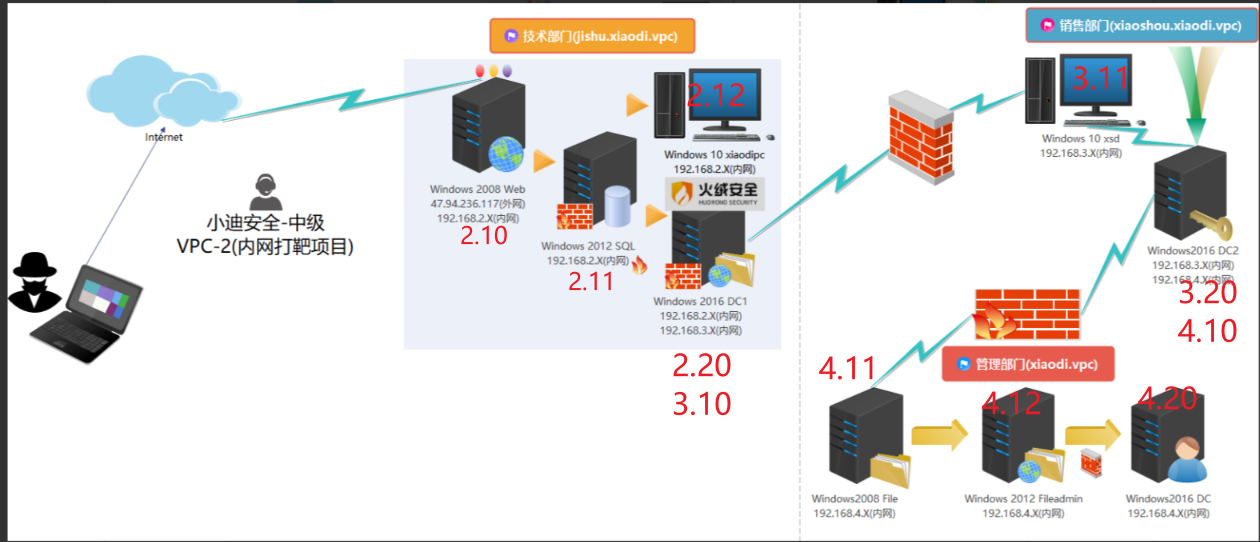 技术部门(jishu.xiaodi.vpc)
销售部门(xiaoshou.xiaodi.vpc)
Internet
小迪安全-中级
VPC-2(内网打靶项目)
Windows 2008 Web
47.94.236.117(外网)
192.168.2.X(内网)
2.10
Windows 2012 SQL
192.168.2.X(内网)
2.11
2.12
Windows 10 xiaodipc
192.168.2.X(内网)
火绒安全
HUORONG SECURITY
Windows 2016 DC1
192.168.2.X(内网)
192.168.3.X(内网)
2.20
3.10
3.11
Windows 10 xsd
192.168.3.X(内网)
Windows2016 DC2
192.168.3.X(内网)
192.168.4.X(内网)
3.20
4.10
管理部门(xiaodi.vpc)
4.11
Windows2008 File
192.168.4.X(内网)
4.12
Windows 2012 Fileadmin
192.168.4.X(内网)
4.20
Windows2016 DC
192.168.4.X(内网)